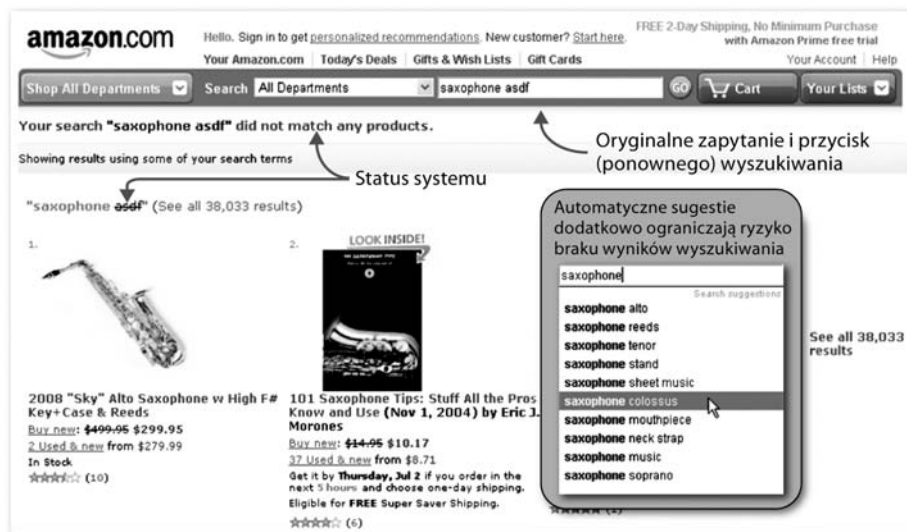 amazon.com
Hello. Sign in to get personalized recommendations. New customer? Start here.
FREE 2-Day Shipping, No Minimum Purchase
with Amazon Prime free trial
Your Amazon.com | Today's Deals | Gifts & Wish Lists | Gift Cards
Your Account | Help
Shop All Departments Search All Departments saxophone asdf GO Cart Your Lists
Your search "saxophone asdf" did not match any products.
Oryginalne zapytanie i przycisk
(ponownego) wyszukiwania
Showing results using some of your search terms
Status systemu
"saxophone asdf" (See all 38,033 results)
1.
2008 "Sky" Alto Saxophone w High F#
Key+Case & Reeds
Buy new: $499.95 $299.95
2 Used & new from $279.99
In Stock
(10)
2.
LOOK INSIDE!
101 Saxophone Tips: Stuff All the Pros
Know and Use (Nov 1, 2004) by Eric J.
Morones
Buy new: $14.95 $10.17
37 Used & new from $8.71
Get it by Thursday, Jul 2 if you order in the
next 5 hours and choose one-day shipping.
Eligible for FREE Super Saver Shipping.
(6)
Automatyczne sugestie
dodatkowo ograniczają ryzyko
braku wyników wyszukiwania
saxophone
Search suggestions
saxophone alto
saxophone reeds
saxophone tenor
saxophone stand
saxophone sheet music
saxophone colossus
saxophone mouthpiece
saxophone neck strap
saxophone music
saxophone soprano
See all 38,033
results